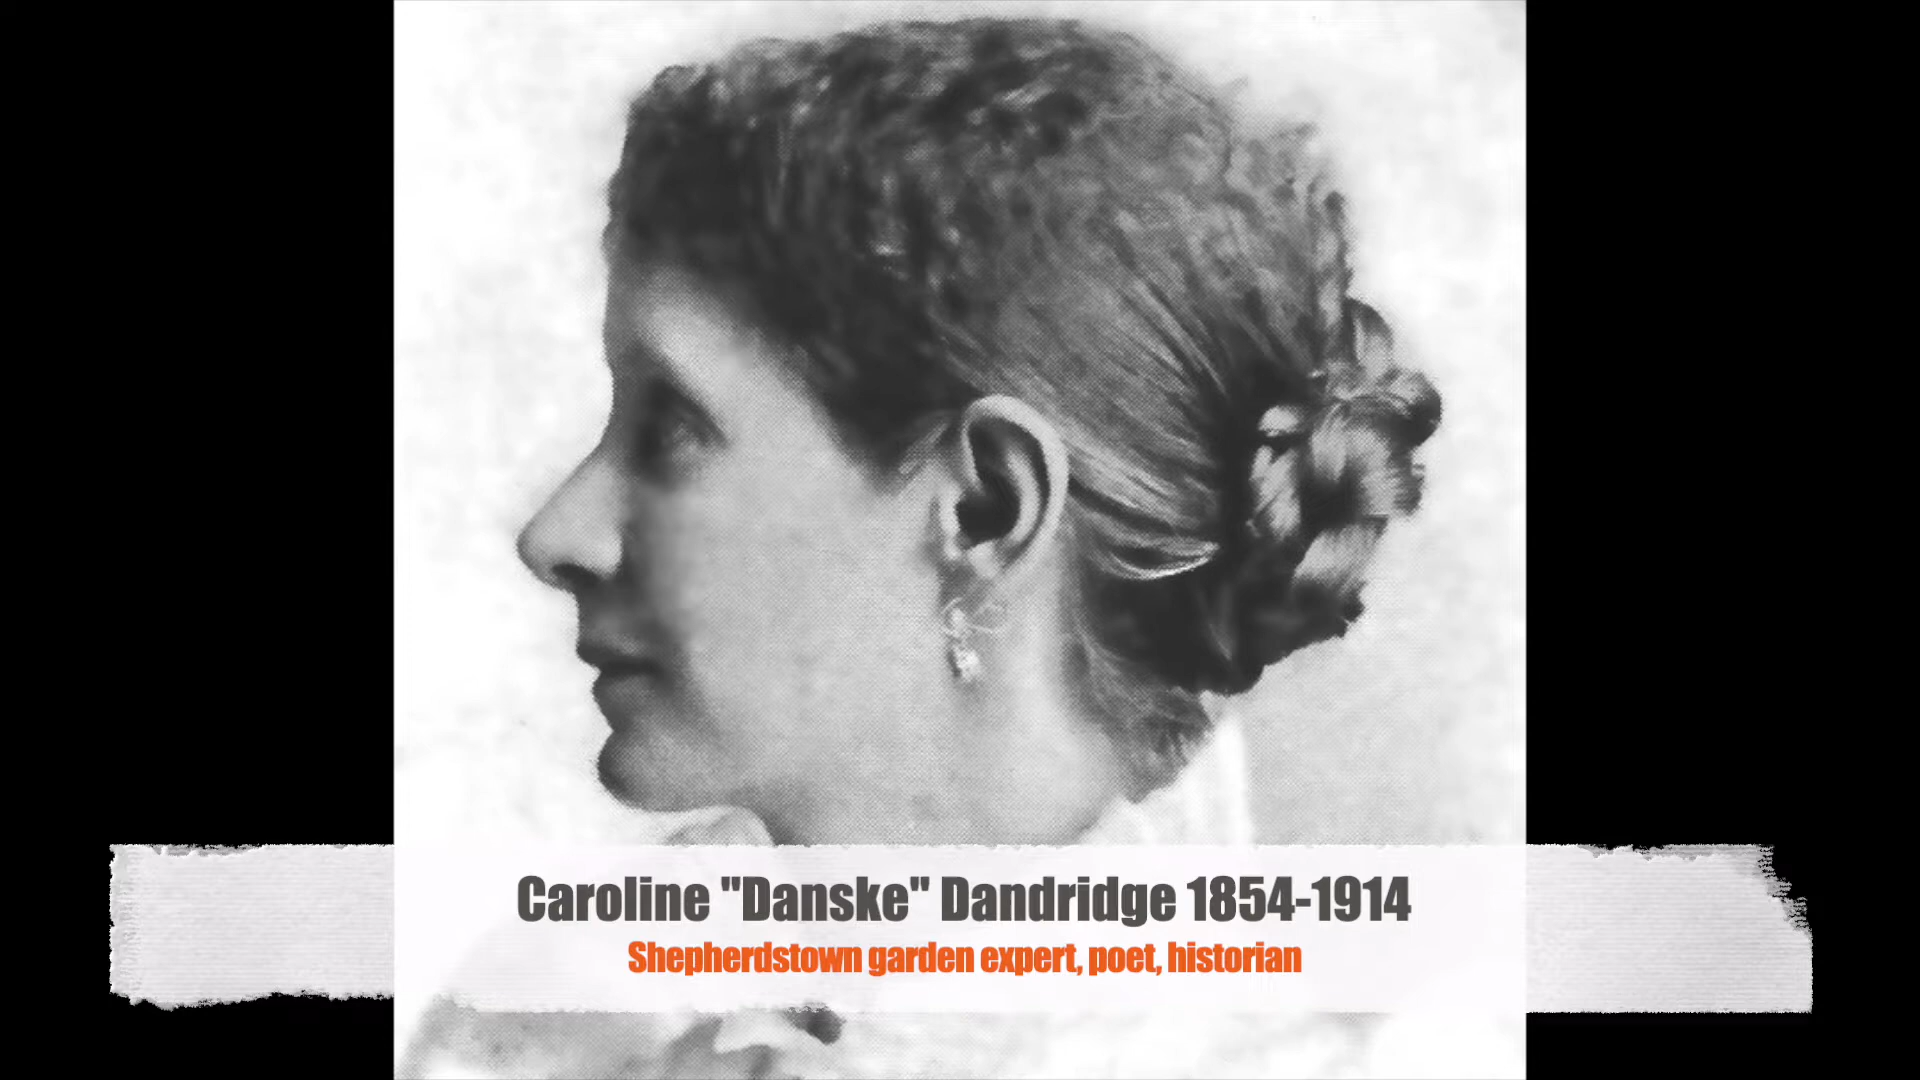 Caroline "Danske" Dandridge 1854-1914
Shepherdstown garden expert, poet, historian